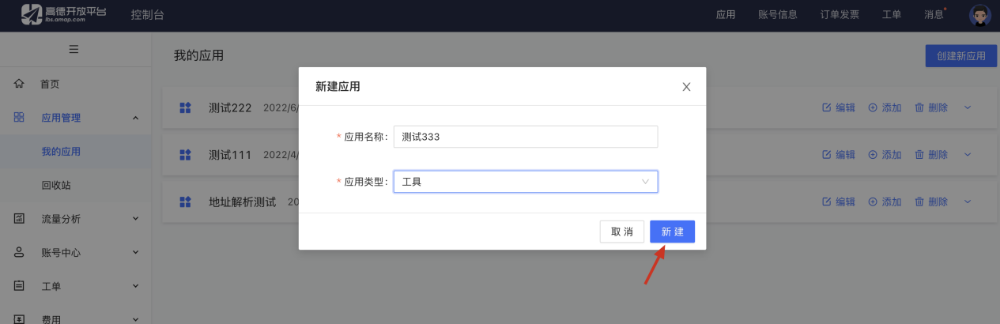 高德开放平台
lbs.amap.com
控制台
应用 账号信息 订单发票 工单 消息
我的应用
创建新应用
首页
应用管理
我的应用
回收站
流量分析
账号中心
工单
费用
测试222 2022/6/
编辑 添加 删除
测试111 2022/4/
编辑 添加 删除
地址解析测试 20
编辑 添加 删除
新建应用
* 应用名称: 测试333
* 应用类型: 工具
取 消 新 建